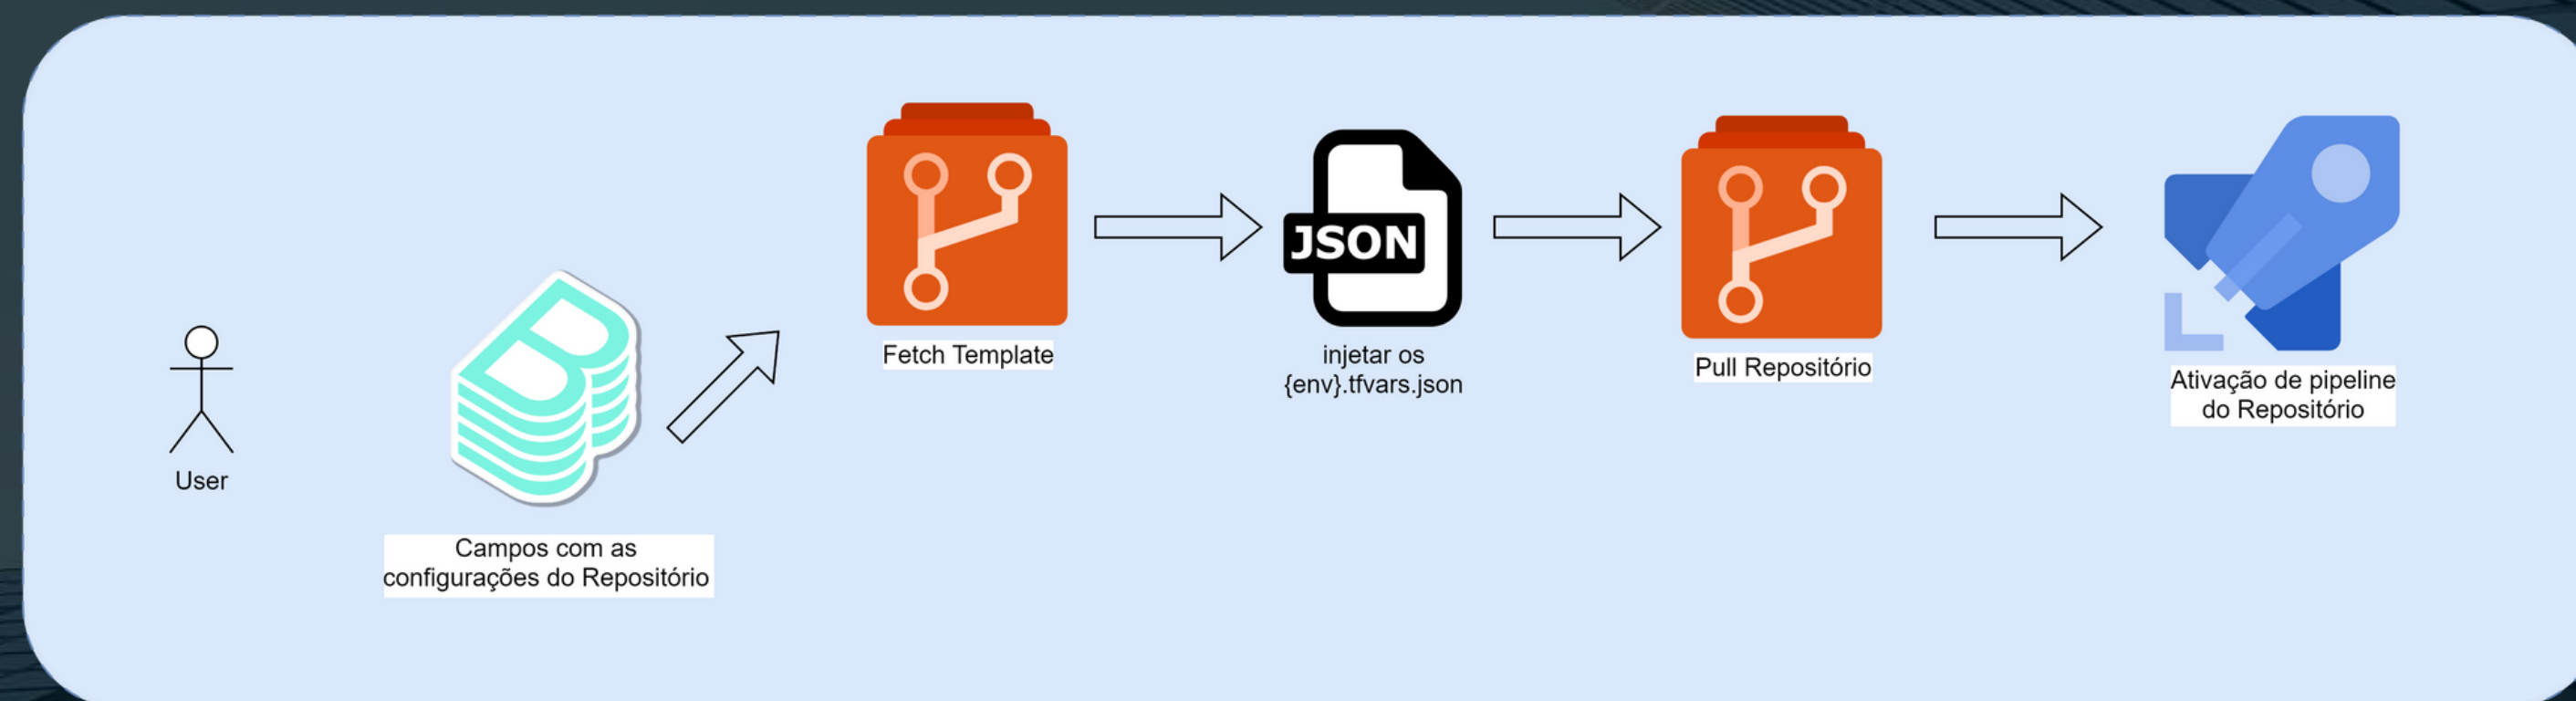 User
Campos com as
configurações do Repositório
Fetch Template
JSON
injetar os
{env}.tfvars.json
Pull Repositório
Ativação de pipeline
do Repositório